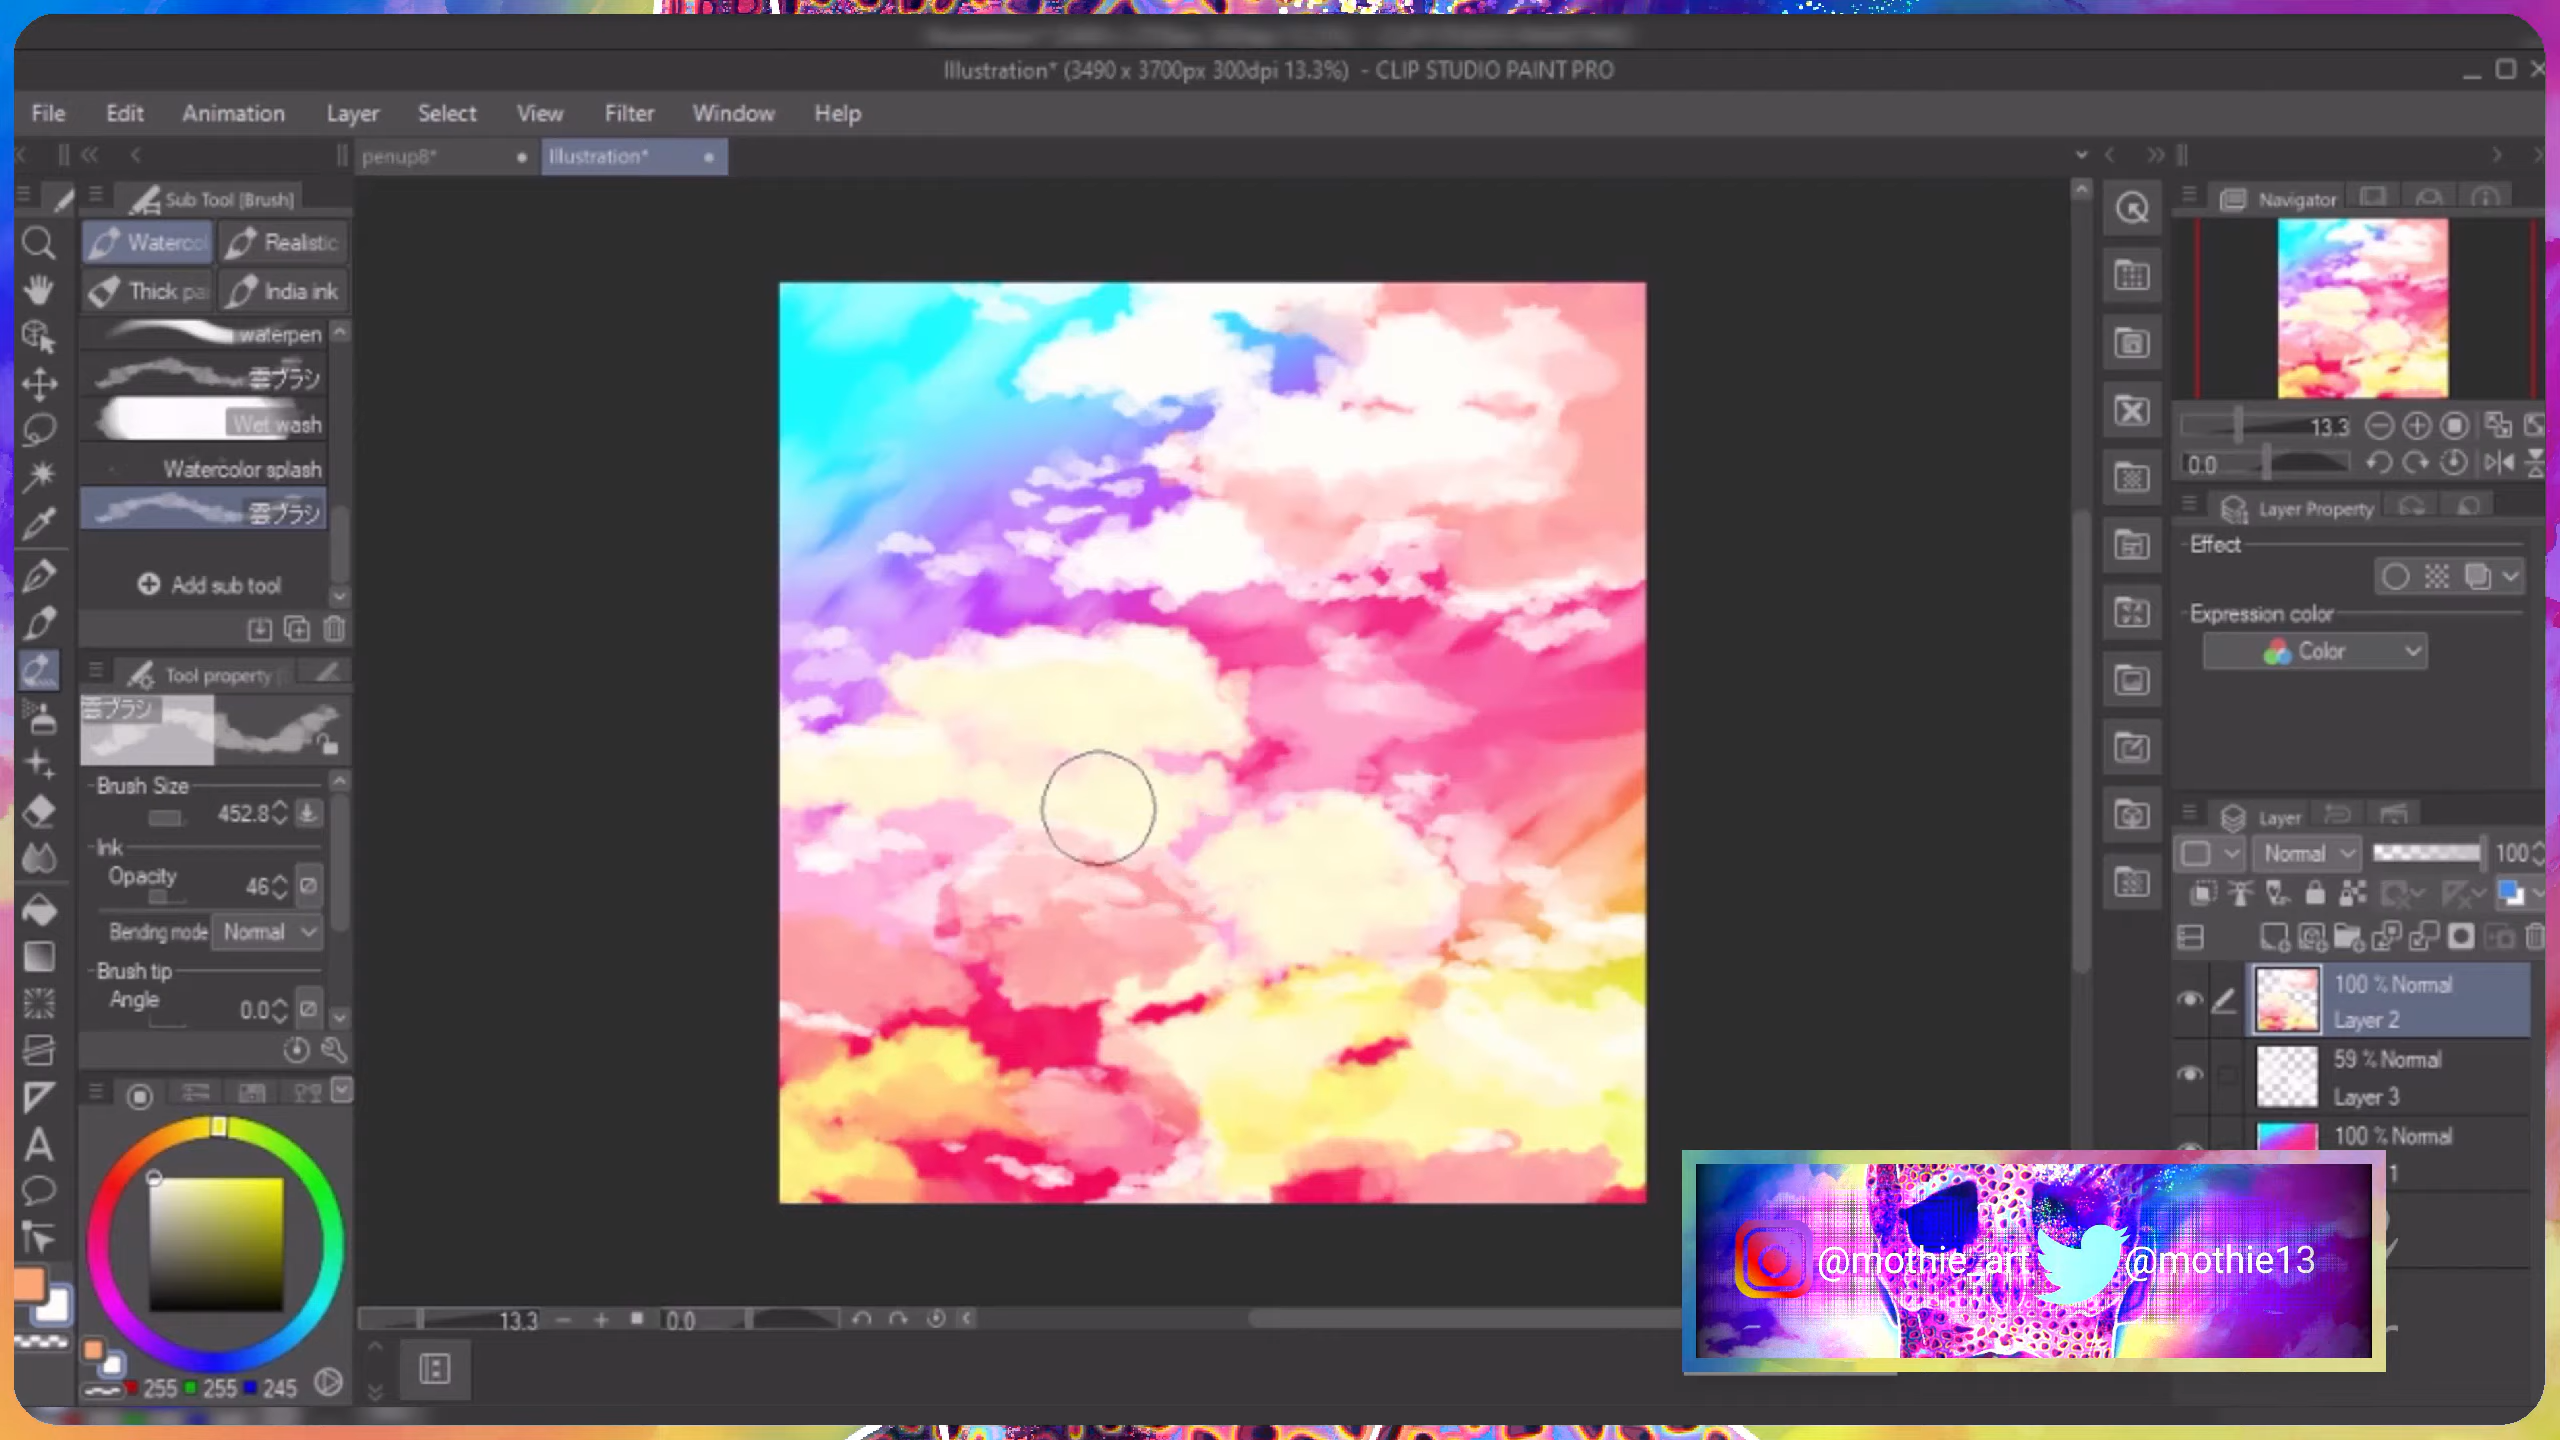 Illustration* (3490 x 3700px 300dpi 13.3%) - CLIP STUDIO PAINT PRO
File Edit Animation Layer Select View Filter Window Help
penup8* Illustration*
Sub Tool [Brush]
Watercol Realistic
Thick pai India ink
waterpen
雲ブラシ
Wet wash
Watercolor splash
雲ブラシ
Add sub tool
Tool property
雲ブラシ
Brush Size
452.8
Ink
Opacity
46
Bending mode Normal
Brush tip
Angle
0.0
255 255 245
13.3 0.0
Navigator
13.3
0.0
Layer Property
Effect
Expression color
Color
Layer
Normal 100
100 % Normal
Layer 2
59 % Normal
Layer 3
100 % Normal
1
@mothie_art @mothie13